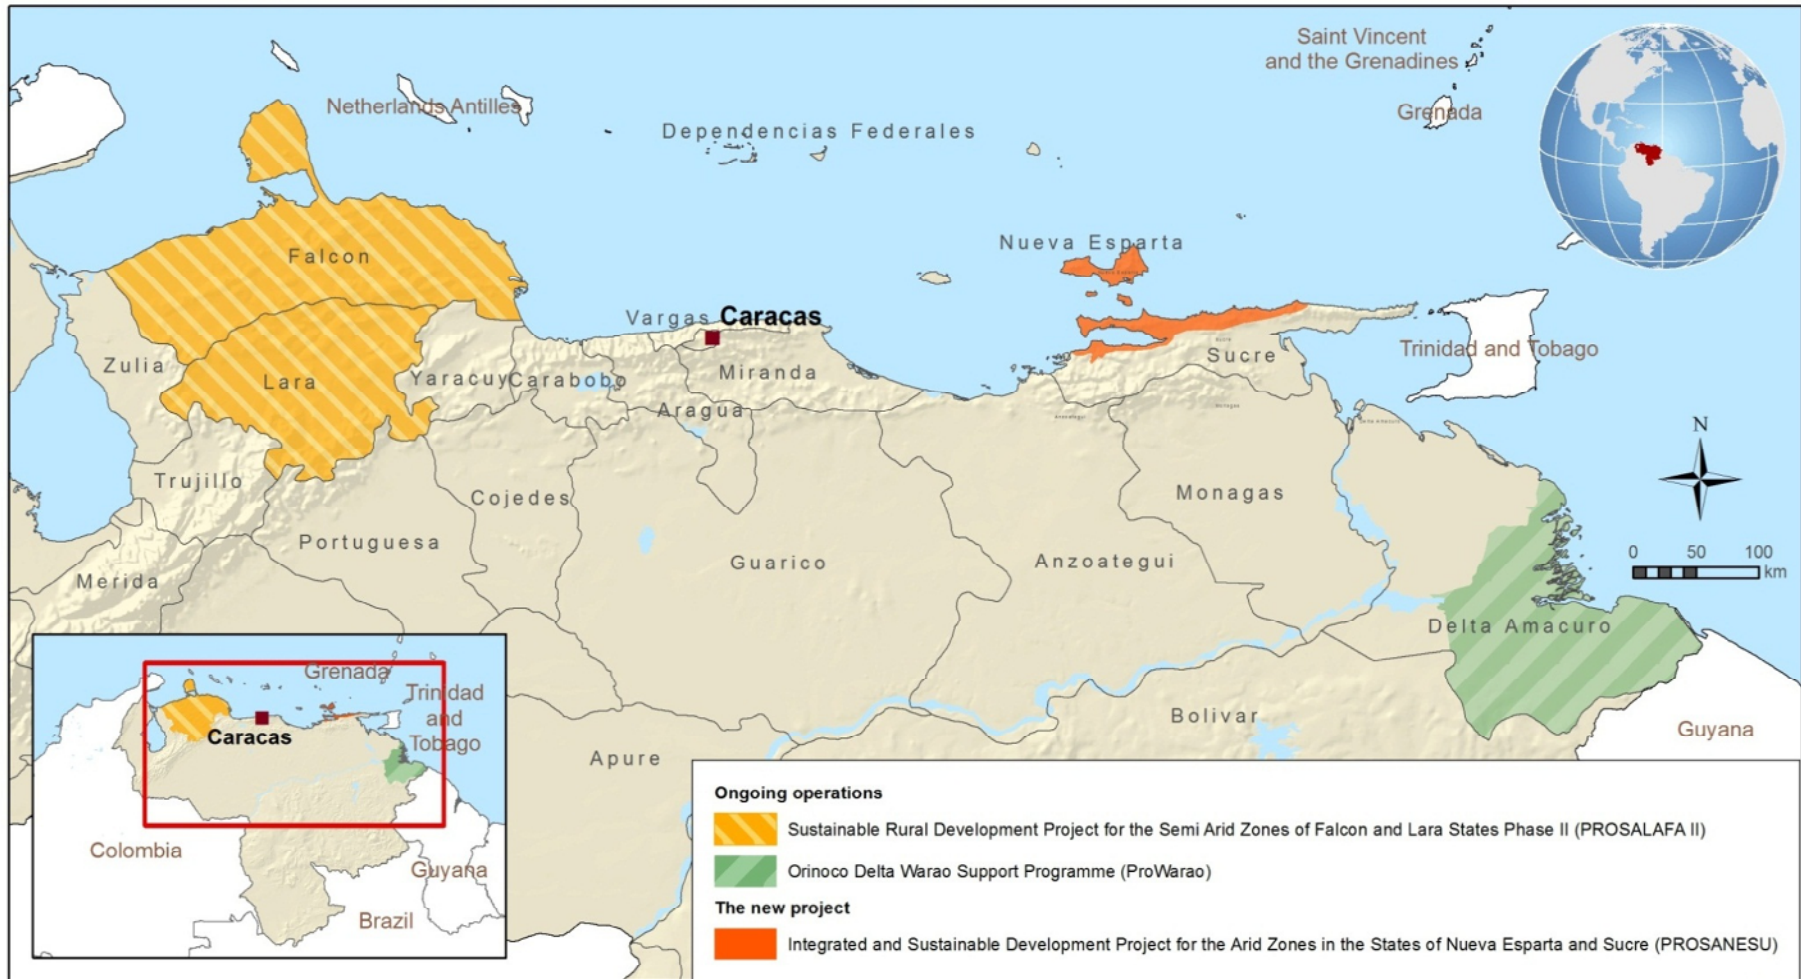 Saint Vincent
and the Grenadines
Netherlands Antilles
Grenada
Dependencias Federales
Nueva Esparta
Falcon
Vargas
Caracas
Trinidad and Tobago
Zulia
Lara
Yaracuy
Carabobo
Miranda
Sucre
Aragua
Anzoategui
Monagas
Delta Amacuro
N
Trujillo
Cojedes
Monagas
Portuguesa
Guarico
Anzoategui
0 50 100
km
Merida
Delta Amacuro
Bolivar
Guyana
Apure
Grenada
Trinidad
and
Tobago
Caracas
Colombia
Guyana
Brazil
Ongoing operations
Sustainable Rural Development Project for the Semi Arid Zones of Falcon and Lara States Phase II (PROSALAFA II)
Orinoco Delta Warao Support Programme (ProWarao)
The new project
Integrated and Sustainable Development Project for the Arid Zones in the States of Nueva Esparta and Sucre (PROSANESU)